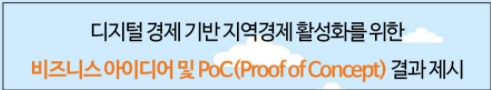 디지털 경제 기반 지역경제 활성화를 위한
비즈니스 아이디어 및 PoC(Proof of Concept) 결과 제시